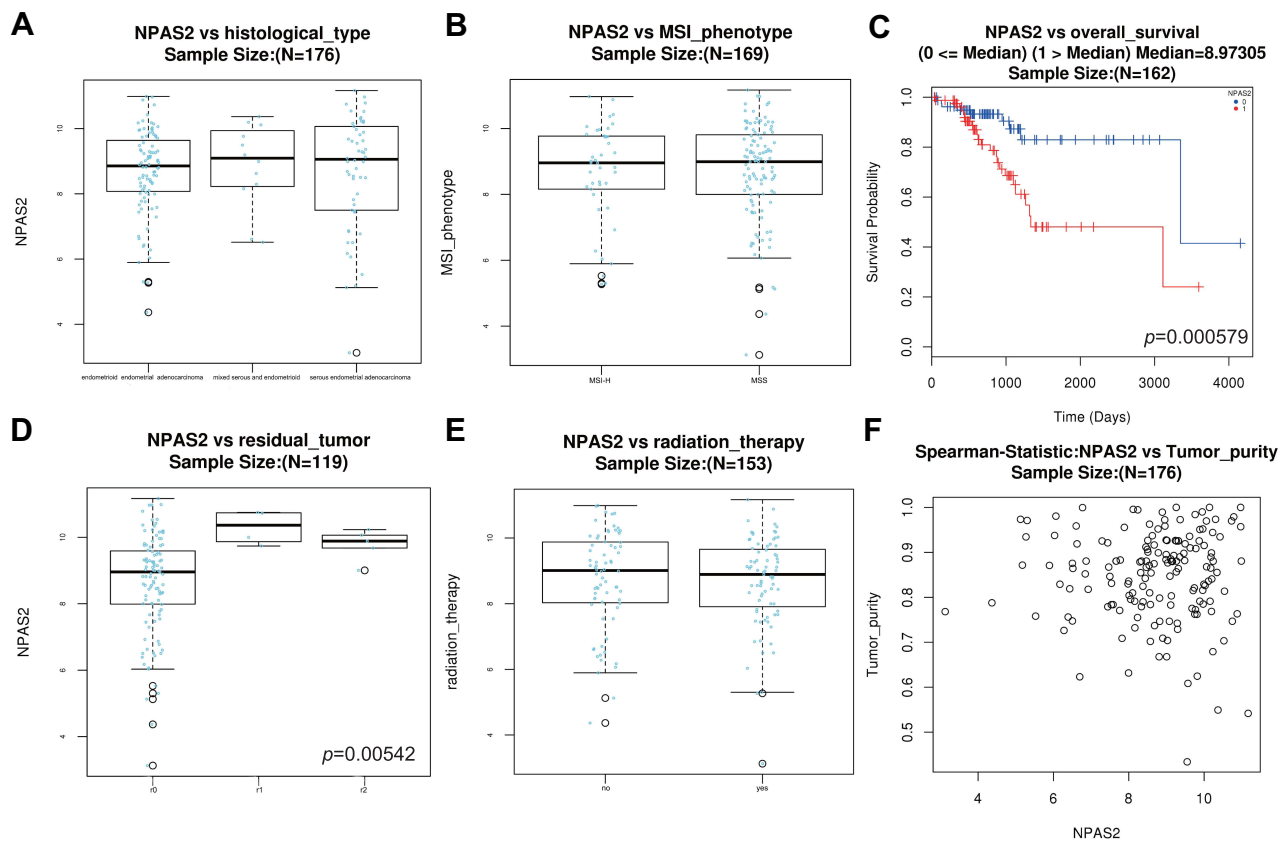 A
NPAS2 vs histological_type
Sample Size:(N=176)
NPAS2
10
8
6
4
endometrioid endometrial adenocarcinoma
mixed serous and endometrioid
serous endometrial adenocarcinoma
B
NPAS2 vs MSI_phenotype
Sample Size:(N=169)
MSI_phenotype
10
8
6
4
MSI-H
MSS
C
NPAS2 vs overall_survival
(0 <= Median) (1 > Median) Median=8.97305
Sample Size:(N=162)
Survival Probability
1.0
0.8
0.6
0.4
0.2
0.0
NPAS2
0
1
p=0.000579
0
1000
2000
3000
4000
Time (Days)
D
NPAS2 vs residual_tumor
Sample Size:(N=119)
NPAS2
10
8
6
4
p=0.00542
r0
r1
r2
E
NPAS2 vs radiation_therapy
Sample Size:(N=153)
radiation_therapy
10
8
6
4
no
yes
F
Spearman-Statistic:NPAS2 vs Tumor_purity
Sample Size:(N=176)
Tumor_purity
1.0
0.9
0.8
0.7
0.6
0.5
4
6
8
10
NPAS2